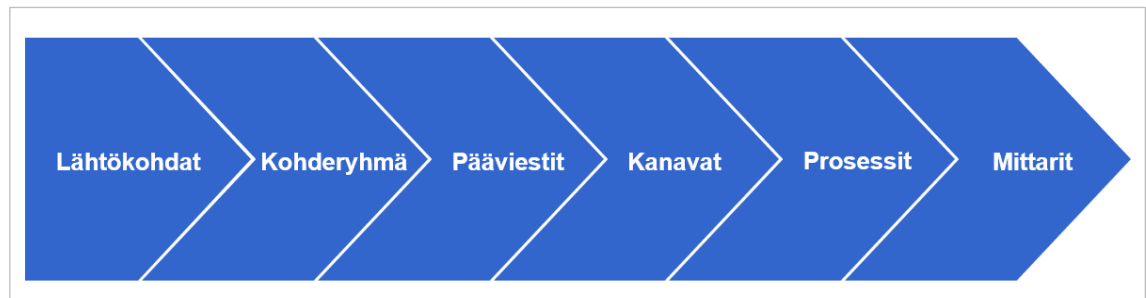 Lähtökohdat
Kohderyhmä
Pääviestit
Kanavat
Prosessit
Mittarit